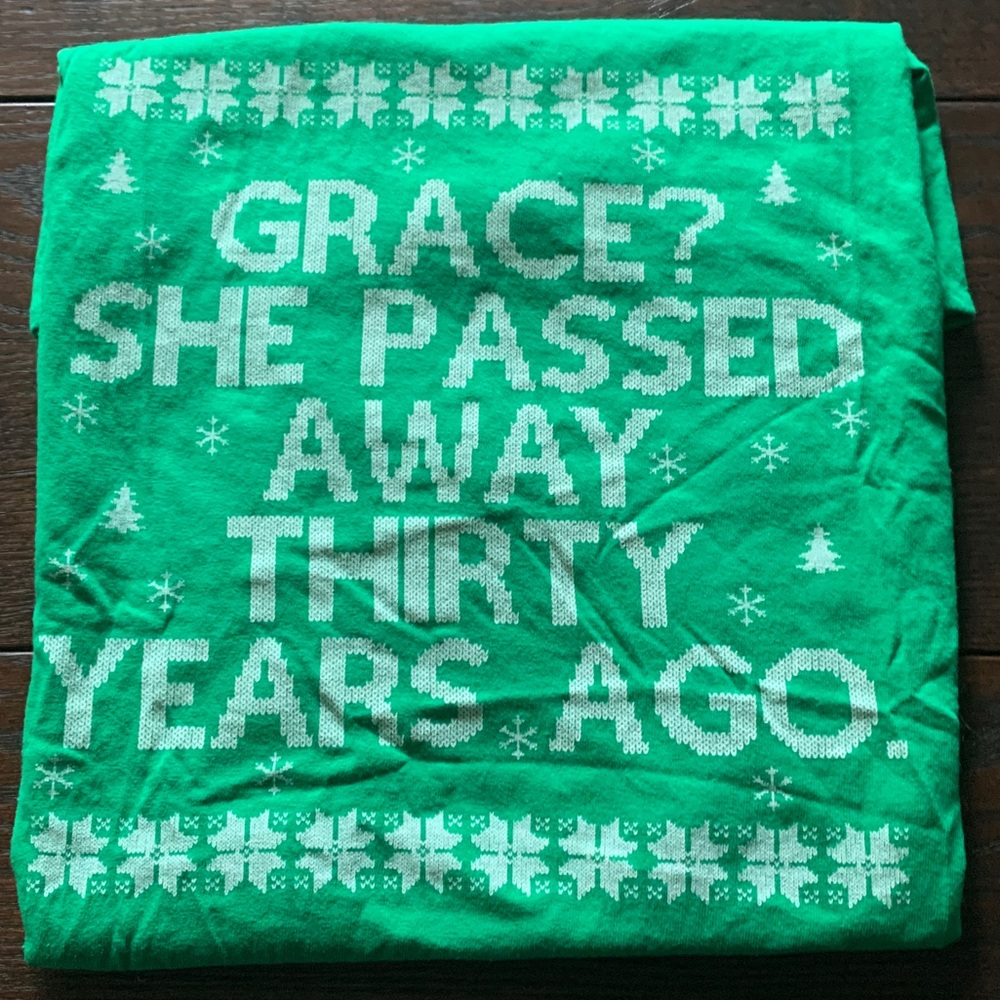 GRACE?
SHE PASSED
AWAY
THIRTY
YEARS AGO.